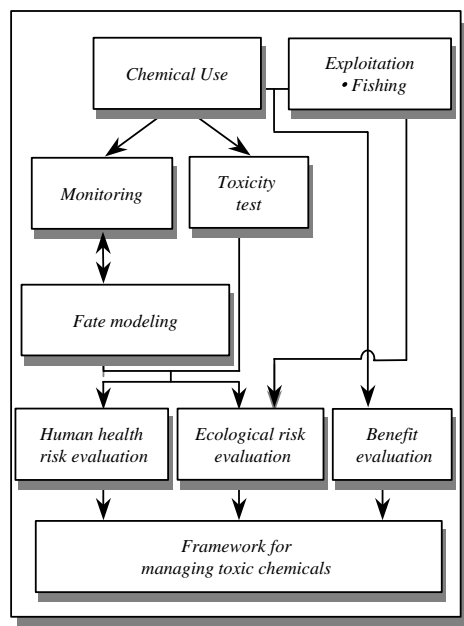 Chemical Use
Exploitation
• Fishing
Monitoring
Toxicity
test
Fate modeling
Human health
risk evaluation
Ecological risk
evaluation
Benefit
evaluation
Framework for
managing toxic chemicals